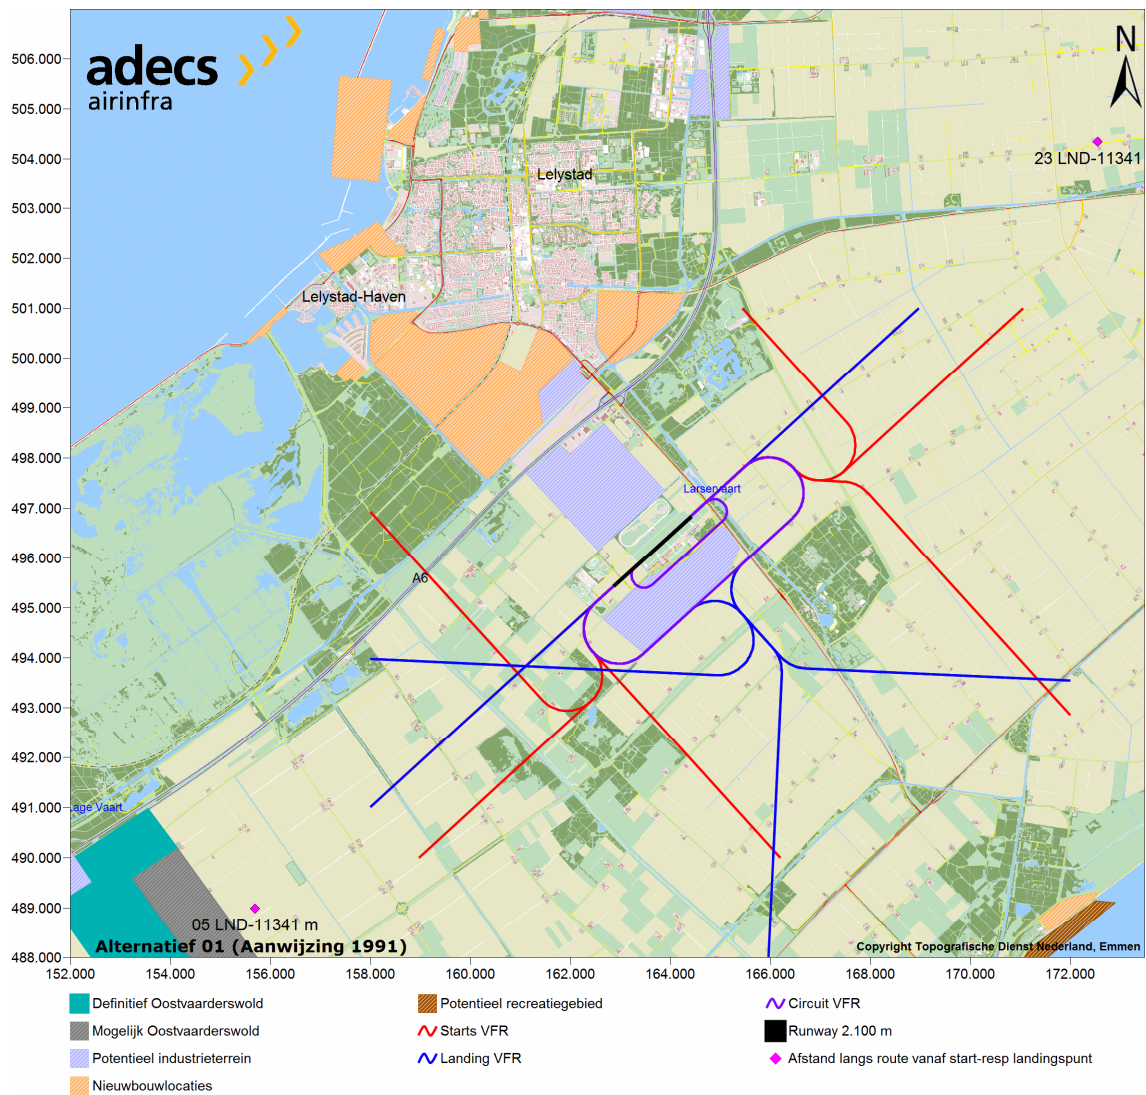 adecs
airinfra
N
506.000
505.000
504.000
503.000
502.000
501.000
500.000
499.000
498.000
497.000
496.000
495.000
494.000
493.000
492.000
491.000
490.000
489.000
488.000
Lelystad
23 LND-11341
Lelystad-Haven
Larservaart
A6
age Vaart
05 LND-11341 m
Alternatief 01 (Aanwijzing 1991)
Copyright Topografische Dienst Nederland, Emmen
152.000 154.000 156.000 158.000 160.000 162.000 164.000 166.000 168.000 170.000 172.000
Definitief Oostvaarderswold
Mogelijk Oostvaarderswold
Potentieel industrieterrein
Nieuwbouwlocaties
Potentieel recreatiegebied
Starts VFR
Landing VFR
Circuit VFR
Runway 2.100 m
Afstand langs route vanaf start-resp landingspunt